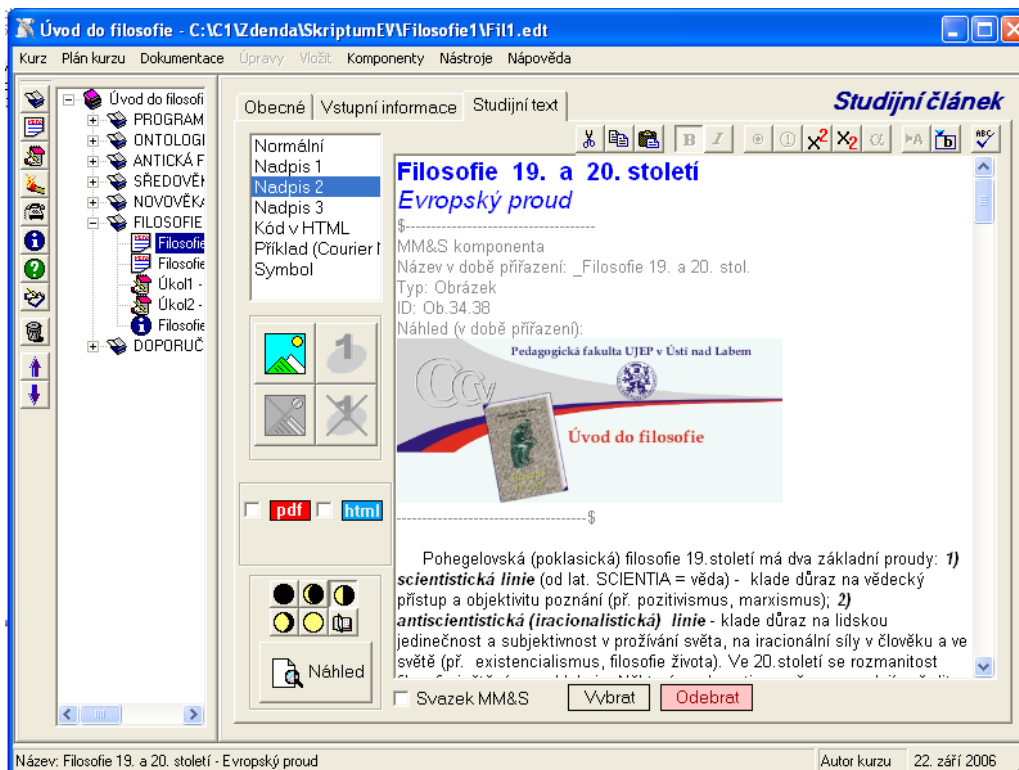 Úvod do filosofie - C:\C1\Zdenda\SkriptumEV\Filosofie1\Fil1.edt
Kurz Plán kurzu Dokumentace Úpravy Vložit Komponenty Nástroje Nápověda
Úvod do filosofi
PROGRAM
ONTOLOGI
ANTICKÁ F
STŘEDOVĚK
NOVOVĚKÁ
FILOSOFIE
Filosofie
Filosofie
Úkol1 -
Úkol2 -
Filosofie
DOPORUČ
Obecné Vstupní informace Studijní text
Studijní článek
Normální
Nadpis 1
Nadpis 2
Nadpis 3
Kód v HTML
Příklad (Courier N
Symbol
pdf html
Náhled
Filosofie 19. a 20. století
Evropský proud
$--------------------------------------
MM&S komponenta
Název v době přiřazení: _Filosofie 19. a 20. stol.
Typ: Obrázek
ID: Ob.34.38
Náhled (v době přiřazení):
Pedagogická fakulta UJEP v Ústí nad Labem
Úvod do filosofie
--------------------------------------$
Pohegelovská (poklasická) filosofie 19.století má dva základní proudy: 1)
scientistická linie (od lat. SCIENTIA = věda) - klade důraz na vědecký
přístup a objektivitu poznání (př. pozitivismus, marxismus); 2)
antiscientistická (iracionalistická) linie - klade důraz na lidskou
jedinečnost a subjektivnost v prožívání světa, na iracionální síly v člověku a ve
světě (př. existencialismus, filosofie života). Ve 20.století se rozmanitost
Svazek MM&S Vybrat Odebrat
Název: Filosofie 19. a 20. století - Evropský proud Autor kurzu 22. září 2006